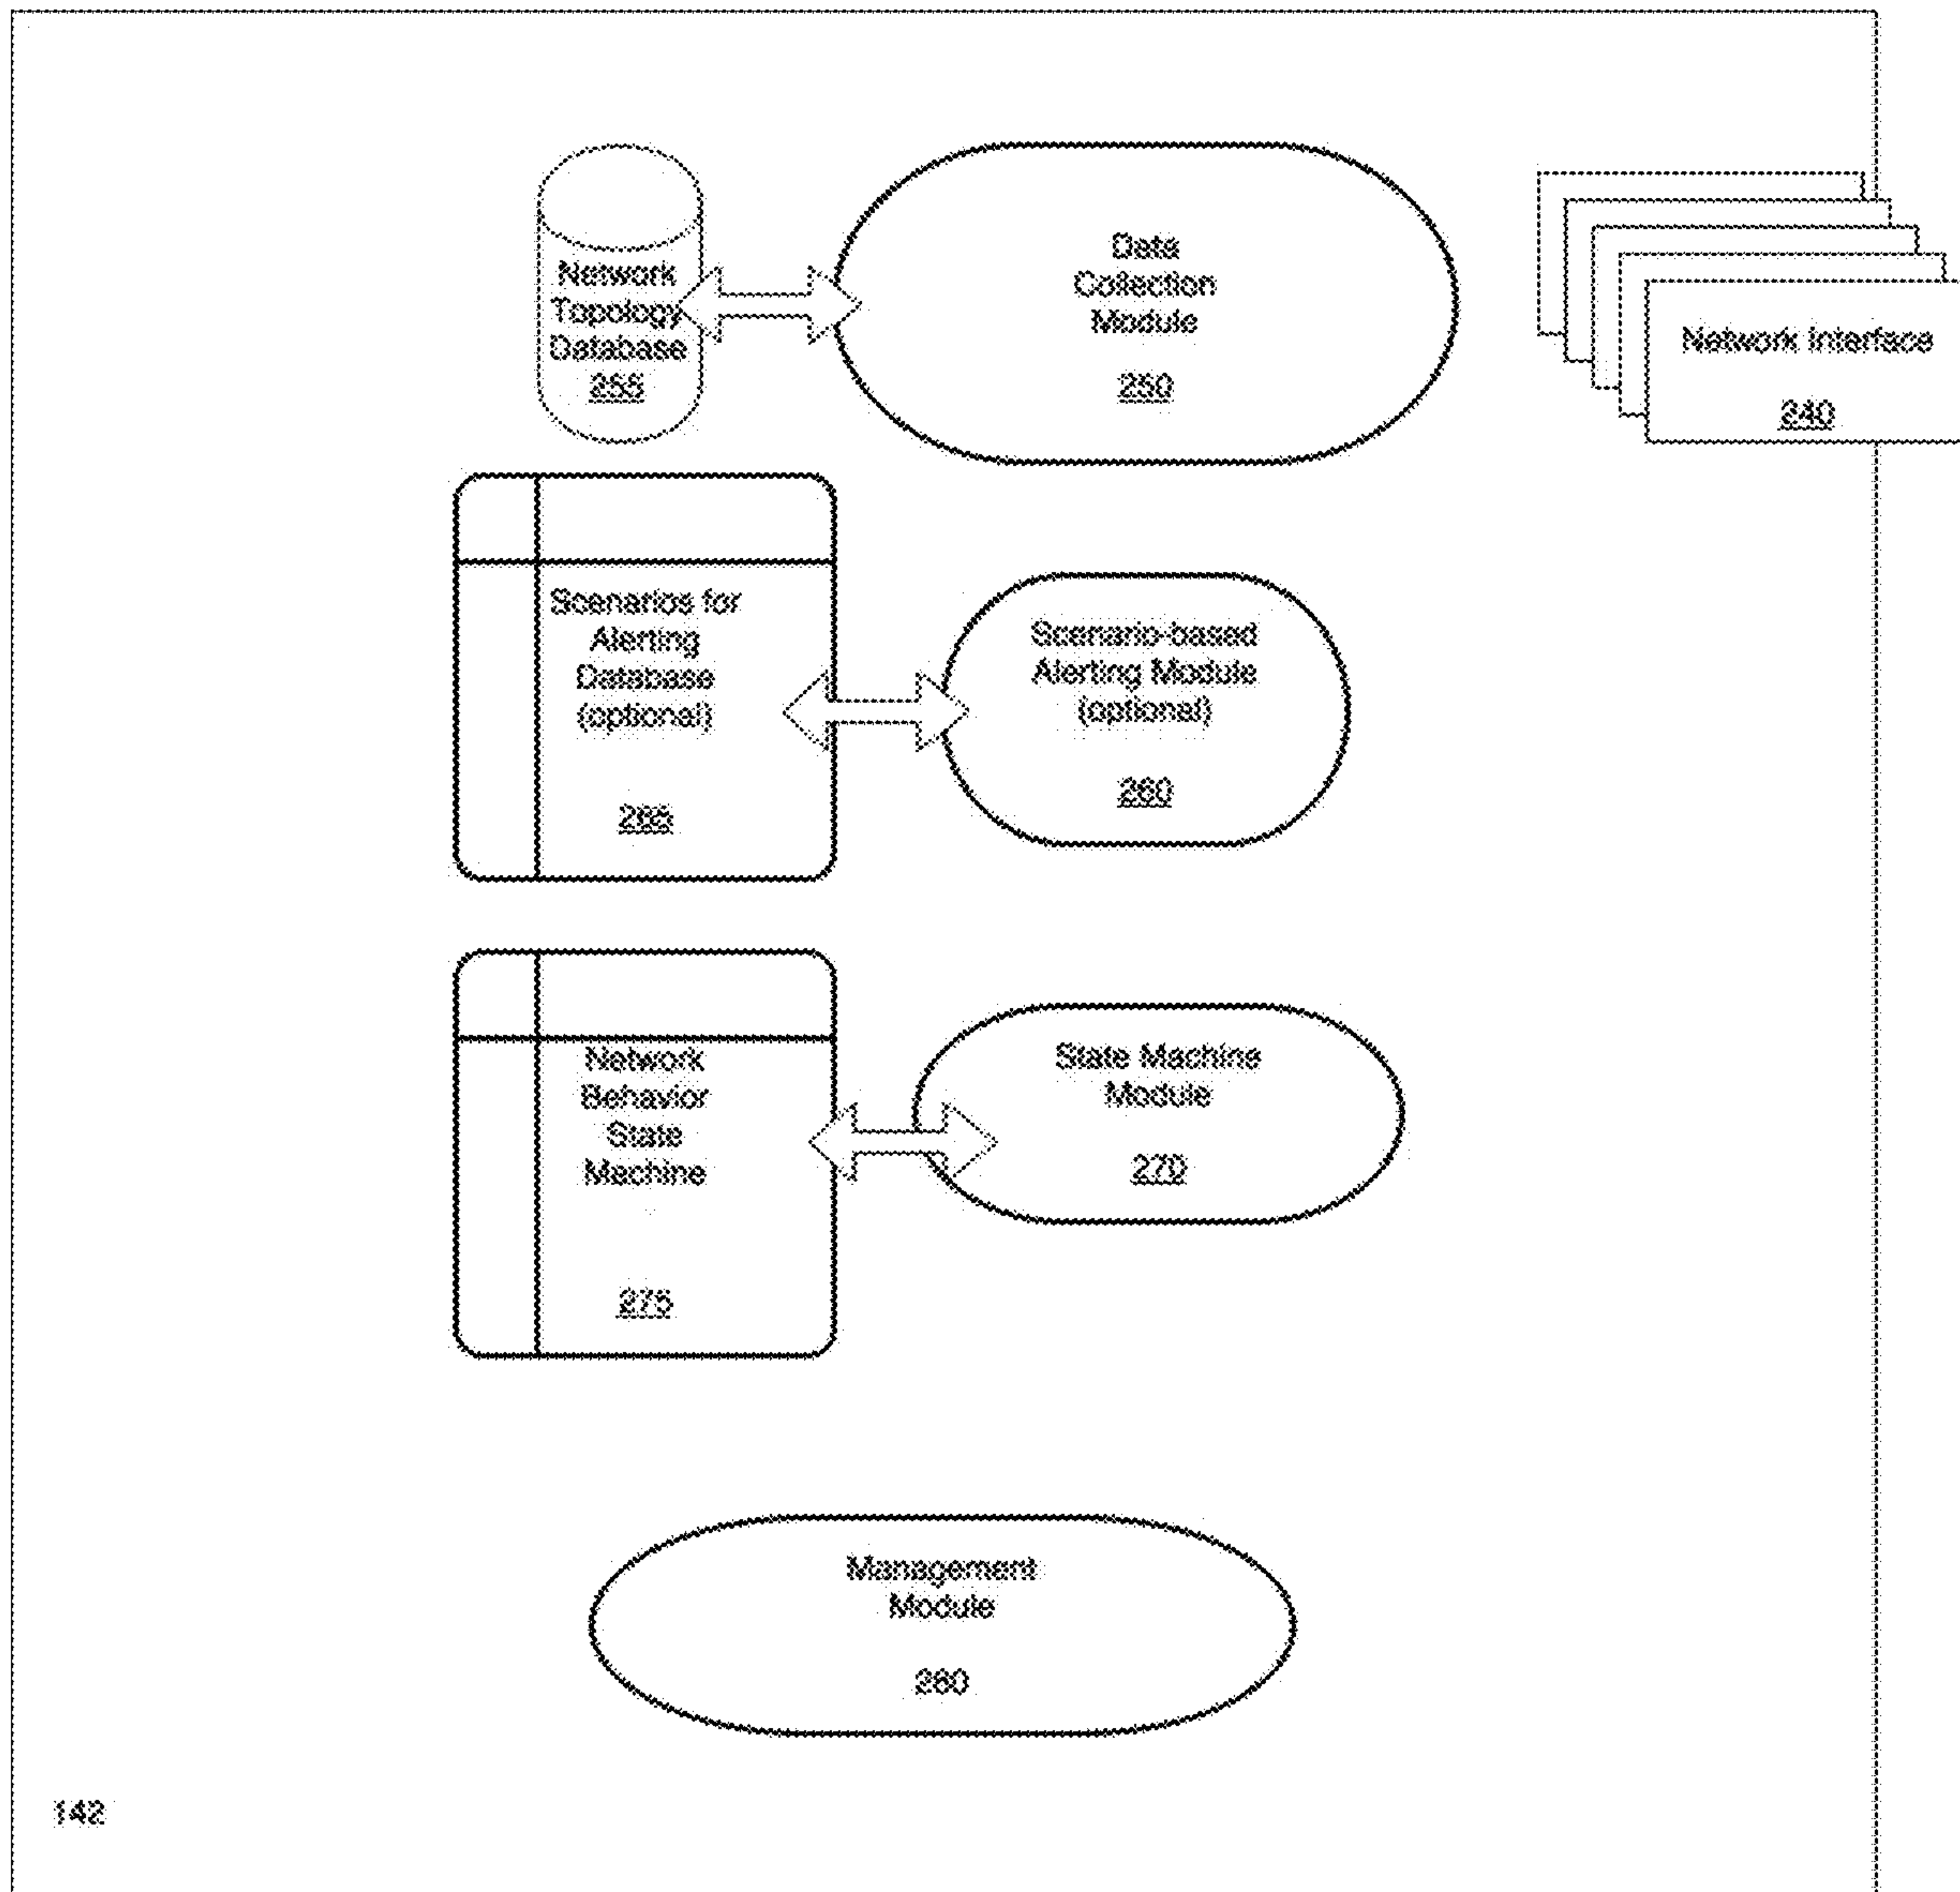 Network
Topology
Database
255
Data
Collection
Module
250
Network interface
240
Scenarios for
Alerting
Database
(optional)
265
Scenario-based
Alerting Module
(optional)
260
Network
Behavior
State
Machine
275
State Machine
Module
270
Management
Module
280
142